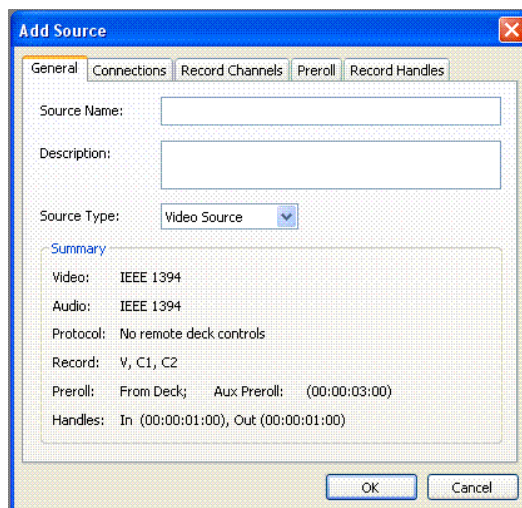 Add Source
General Connections Record Channels Preroll Record Handles
Source Name:
Description:
Source Type: Video Source
Summary
Video: IEEE 1394
Audio: IEEE 1394
Protocol: No remote deck controls
Record: V, C1, C2
Preroll: From Deck; Aux Preroll: (00:00:03:00)
Handles: In (00:00:01:00), Out (00:00:01:00)
OK Cancel